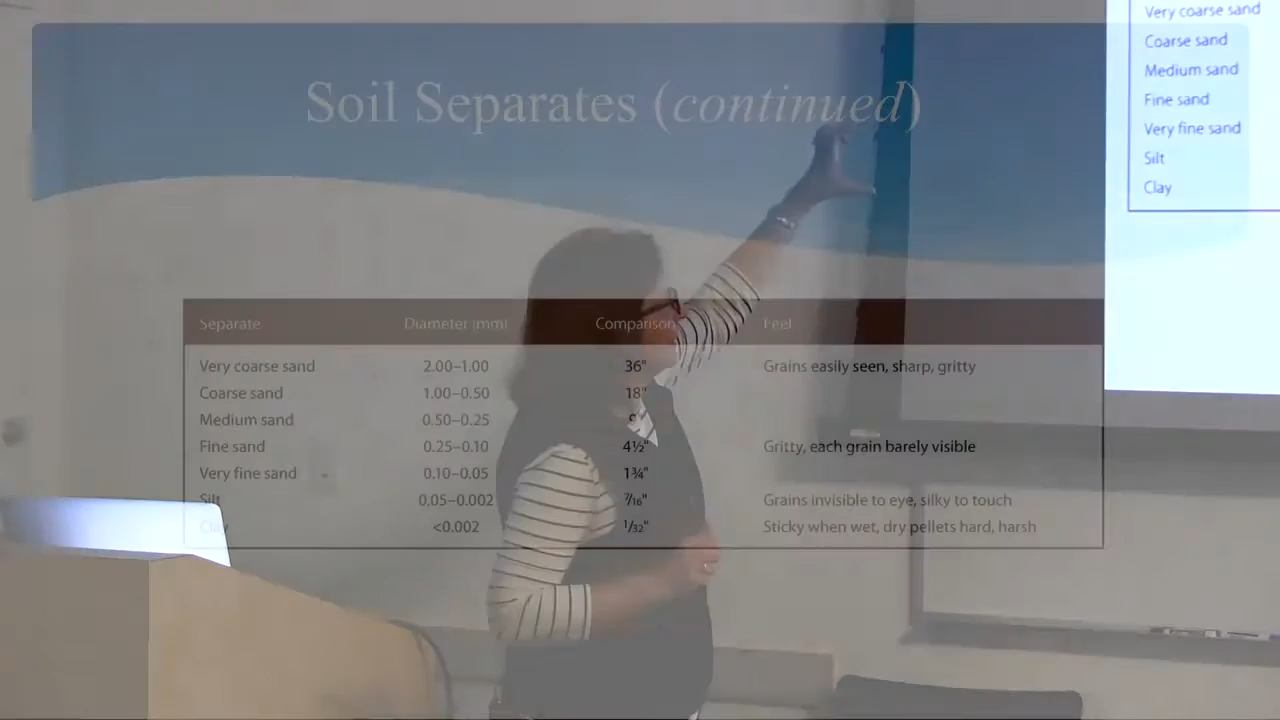 Soil Separates (continued)
Separate Diameter (mm) Comparison Feel
Very coarse sand 2.00–1.00 36" Grains easily seen, sharp, gritty
Coarse sand 1.00–0.50 18"
Medium sand 0.50–0.25 9"
Fine sand 0.25–0.10 4½" Gritty, each grain barely visible
Very fine sand 0.10–0.05 1¾"
Silt 0.05–0.002 7/16" Grains invisible to eye, silky to touch
Clay <0.002 1/32" Sticky when wet, dry pellets hard, harsh
Very coarse sand
Coarse sand
Medium sand
Fine sand
Very fine sand
Silt
Clay